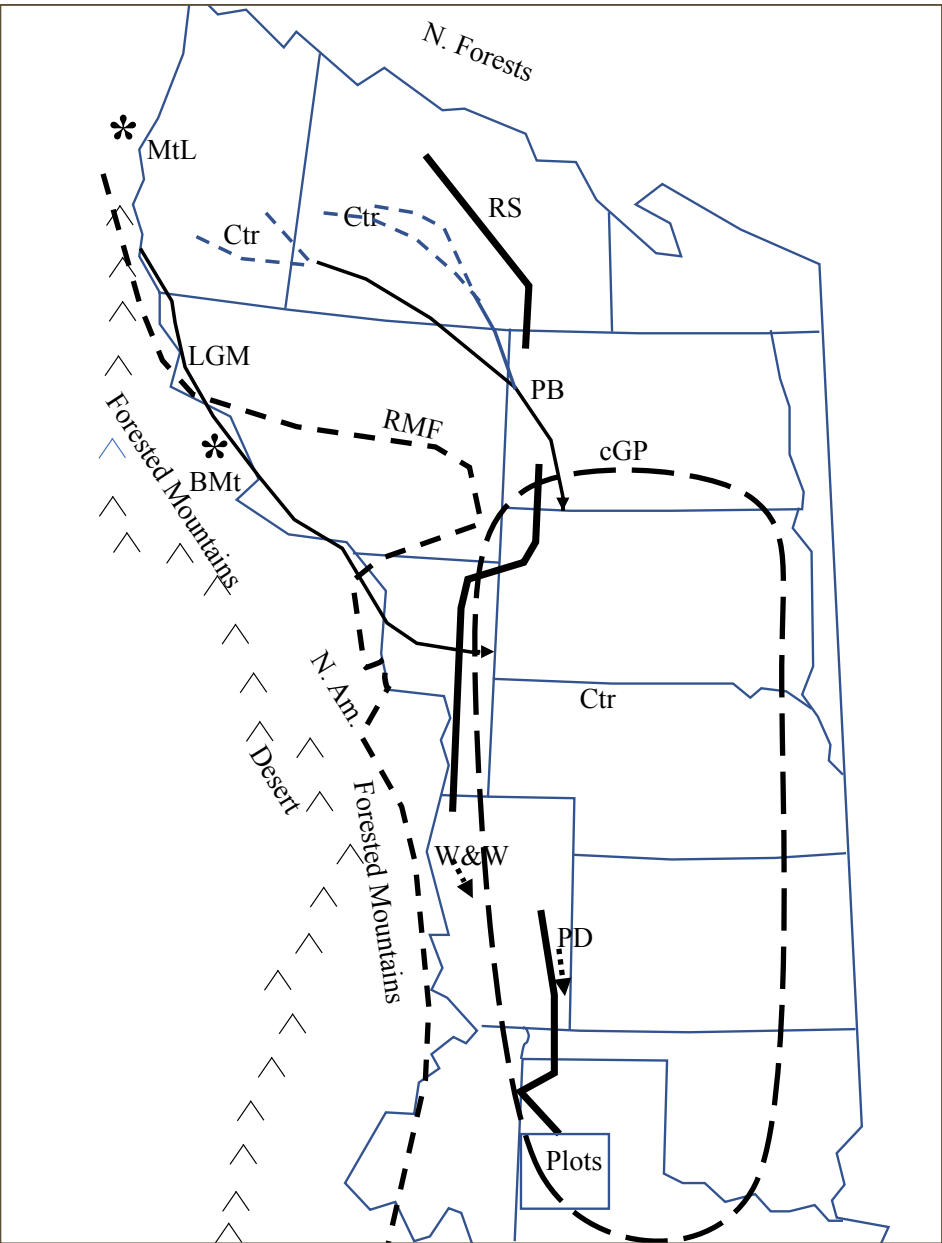 N. Forests
*
MtL
RS
Ctr
Ctr
LGM
PB
RMF
cGP
*
BMt
Forested Mountains
N. Am.
Ctr
Desert
Forested Mountains
W&W
PD
Plots